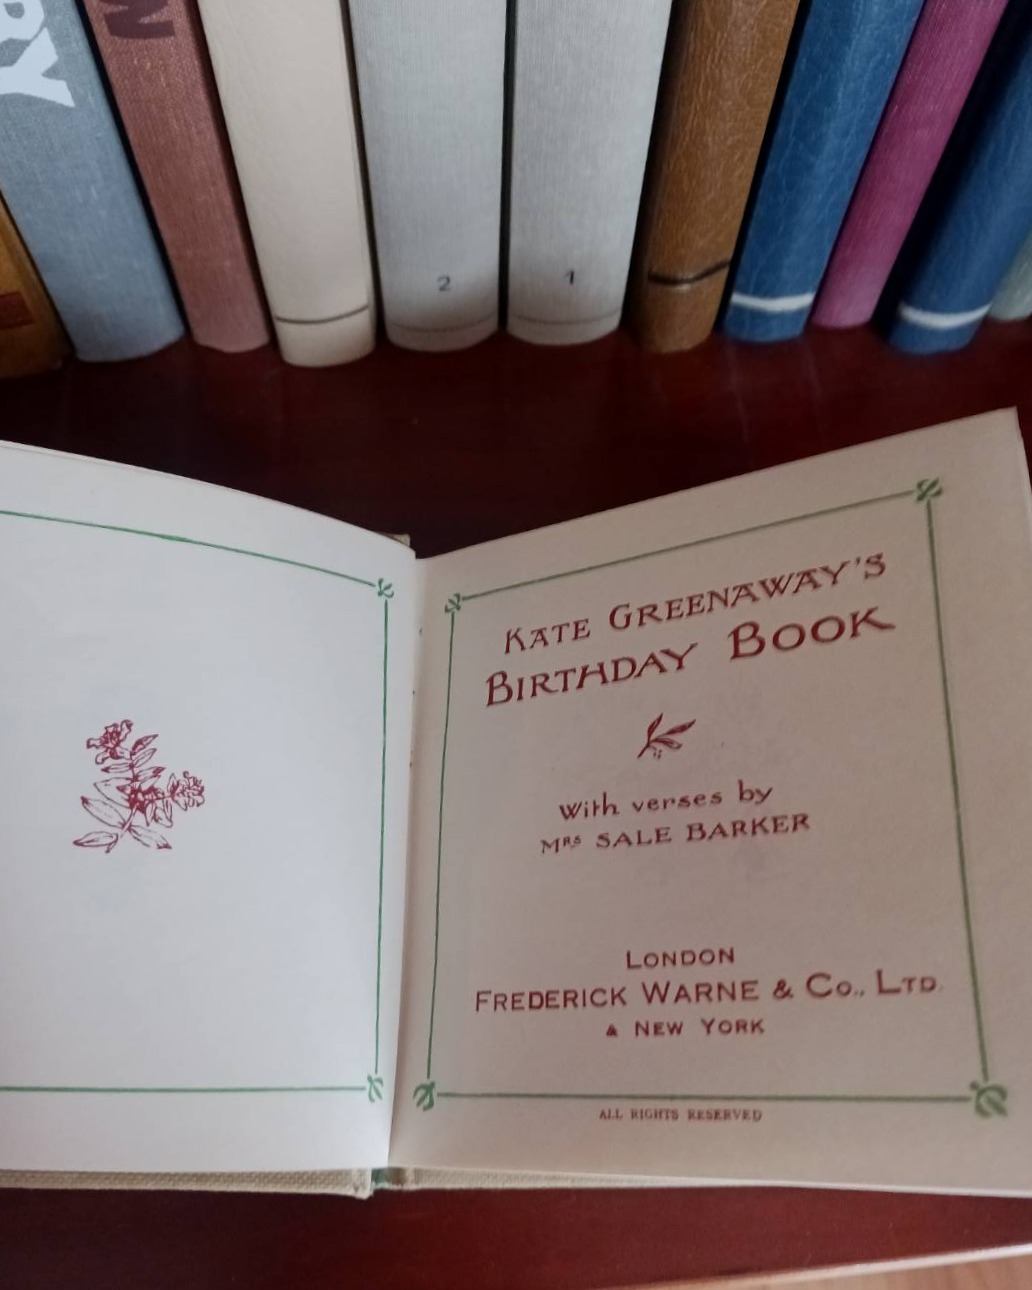 RY
W
2
1
KATE GREENAWAY'S
BIRTHDAY BOOK
With verses by
MRS SALE BARKER
LONDON
FREDERICK WARNE & CO., LTD.
& NEW YORK
ALL RIGHTS RESERVED